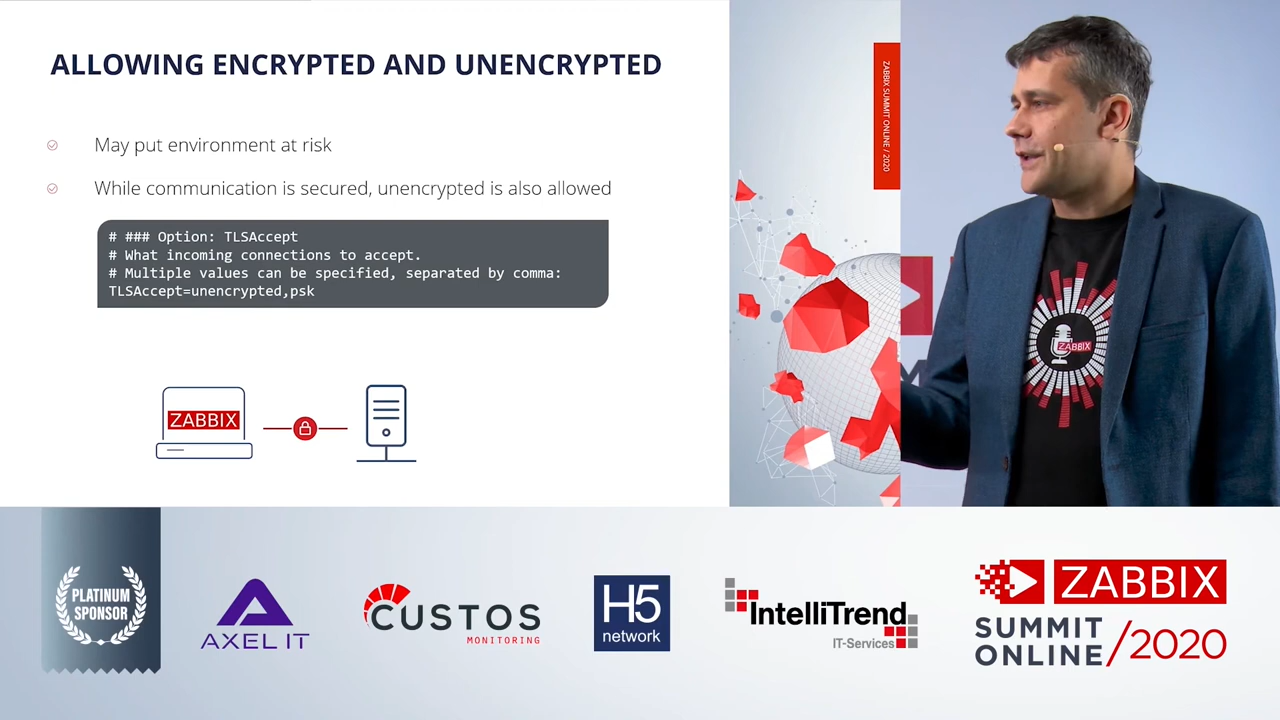 ALLOWING ENCRYPTED AND UNENCRYPTED
May put environment at risk
While communication is secured, unencrypted is also allowed
# ### Option: TLSAccept
# What incoming connections to accept.
# Multiple values can be specified, separated by comma:
TLSAccept=unencrypted,psk
ZABBIX
ZABBIX SUMMIT ONLINE / 2020
ZABBIX
PLATINUM
SPONSOR
AXEL IT
CUSTOS
MONITORING
H5
network
IntelliTrend
IT-Services
ZABBIX
SUMMIT
ONLINE/2020